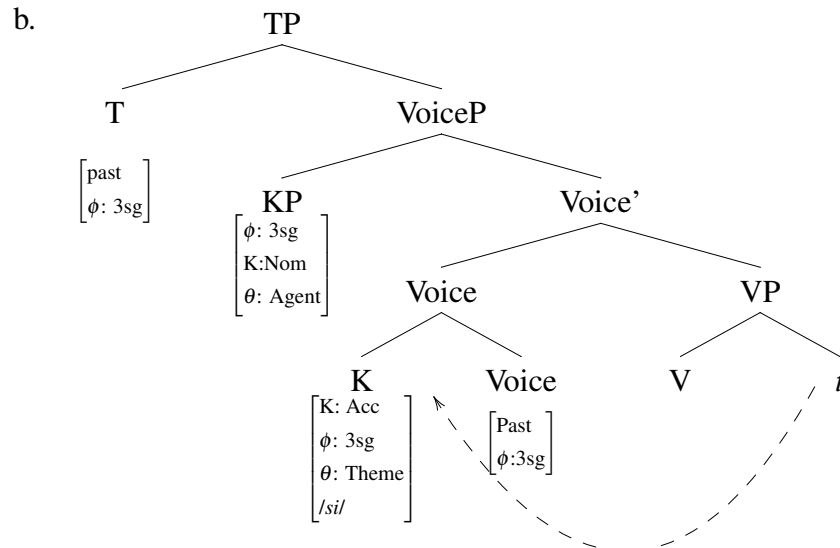 b.
TP
T VoiceP
past
ϕ: 3sg
KP Voice’
ϕ: 3sg
K:Nom
θ: Agent
Voice VP
K Voice V t
K: Acc
ϕ: 3sg
θ: Theme
/si/
Past
ϕ:3sg